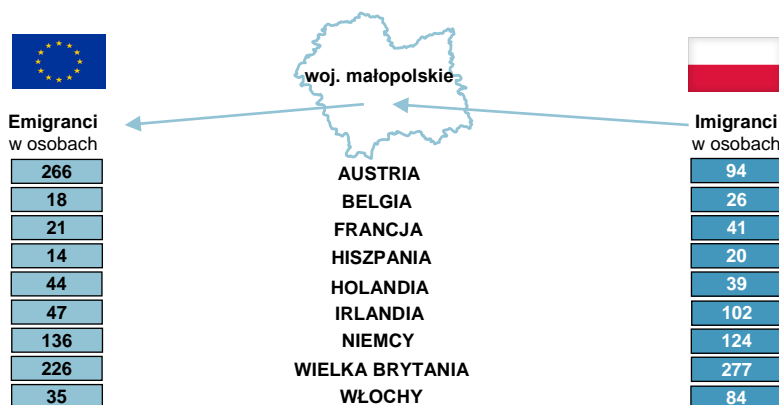 woj. małopolskie
Emigranci
w osobach
Imigranci
w osobach
266 AUSTRIA 94
18 BELGIA 26
21 FRANCJA 41
14 HISZPANIA 20
44 HOLANDIA 39
47 IRLANDIA 102
136 NIEMCY 124
226 WIELKA BRYTANIA 277
35 WŁOCHY 84